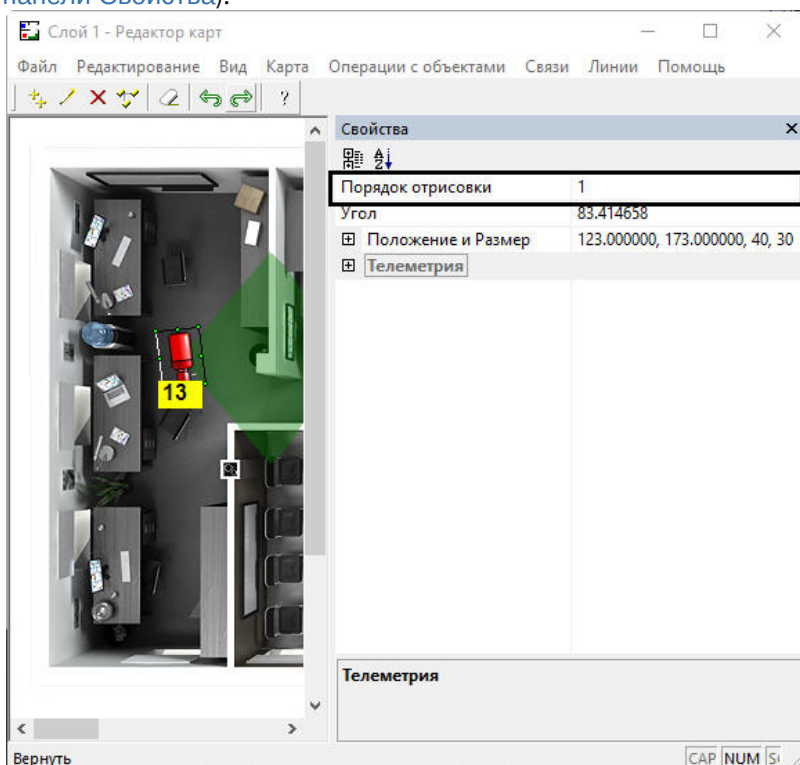 панели Свойства).
Слой 1 - Редактор карт
Файл Редактирование Вид Карта Операции с объектами Связи Линии Помощь
?
Свойства
Порядок отрисовки 1
Угол 83.414658
Положение и Размер 123.000000, 173.000000, 40, 30
Телеметрия
13
Телеметрия
Вернуть CAP NUM